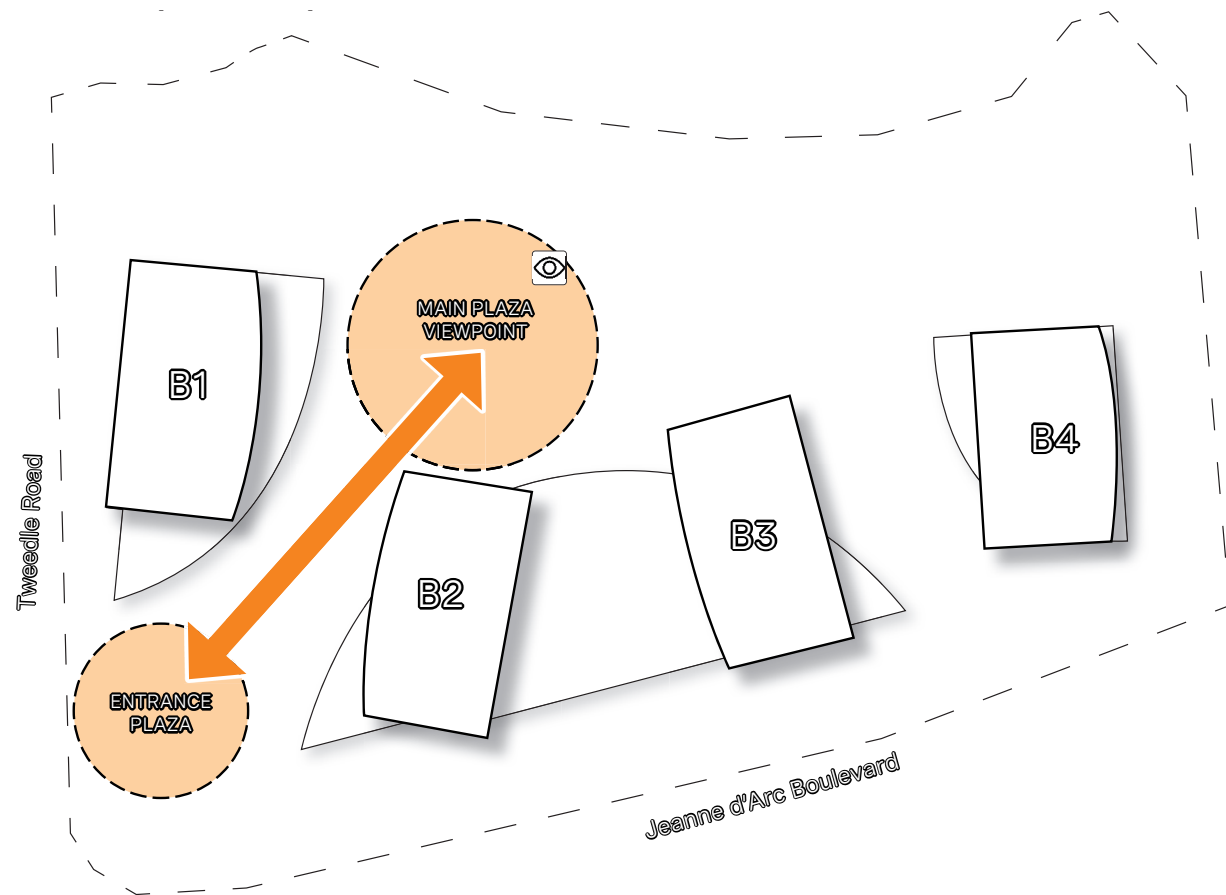 MAIN PLAZA
VIEWPOINT
B1
B4
B3
B2
Tweedle Road
ENTRANCE
PLAZA
Jeanne d'Arc Boulevard